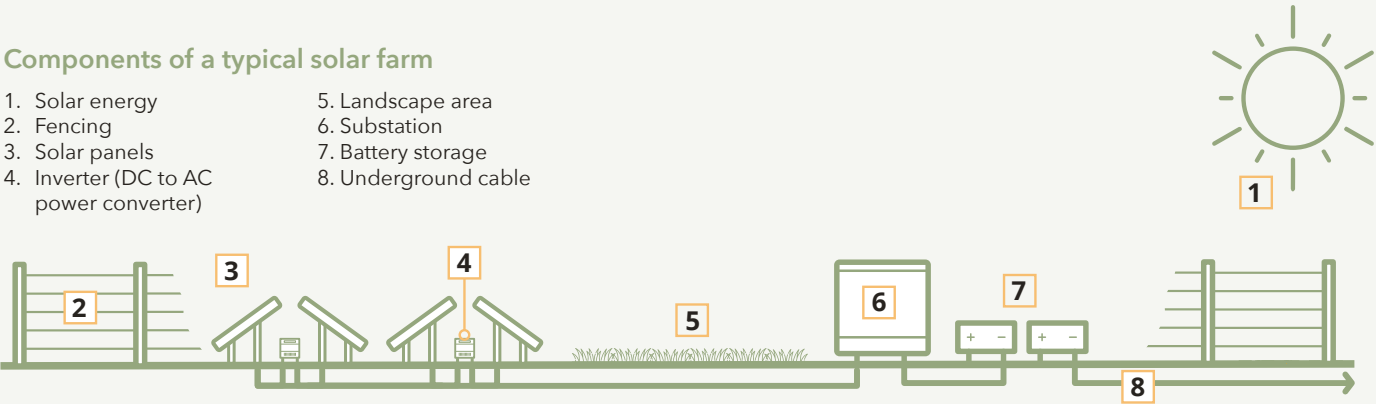 Components of a typical solar farm
1. Solar energy
2. Fencing
3. Solar panels
4. Inverter (DC to AC
power converter)
5. Landscape area
6. Substation
7. Battery storage
8. Underground cable
1
2
3
4
5
6
7
+ −
+ −
8